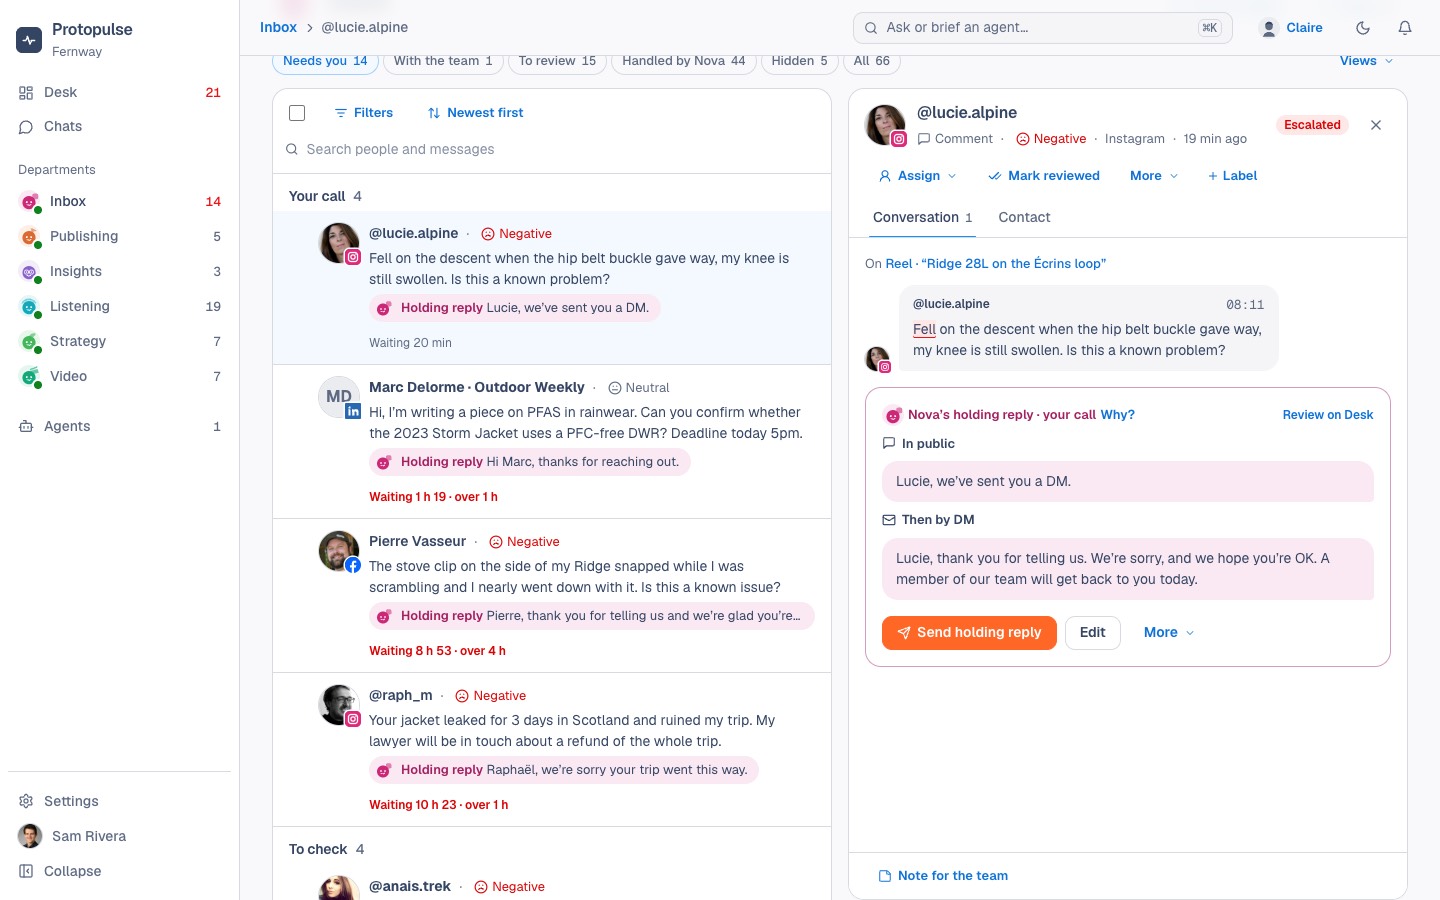 Protopulse
Fernway
Desk 21
Chats
Departments
Inbox 14
Publishing 5
Insights 3
Listening 19
Strategy 7
Video 7
Agents 1
Settings
Sam Rivera
Collapse
Inbox > @lucie.alpine
Ask or brief an agent… ⌘K
Claire
Needs you 14 With the team 1 To review 15 Handled by Nova 44 Hidden 5 All 66
Views
Filters Newest first
Search people and messages
Your call 4
@lucie.alpine · Negative
Fell on the descent when the hip belt buckle gave way, my knee is
still swollen. Is this a known problem?
Holding reply Lucie, we’ve sent you a DM.
Waiting 20 min
MD
in
Marc Delorme · Outdoor Weekly · Neutral
Hi, I’m writing a piece on PFAS in rainwear. Can you confirm whether
the 2023 Storm Jacket uses a PFC-free DWR? Deadline today 5pm.
Holding reply Hi Marc, thanks for reaching out.
Waiting 1 h 19 · over 1 h
Pierre Vasseur · Negative
The stove clip on the side of my Ridge snapped while I was
scrambling and I nearly went down with it. Is this a known issue?
Holding reply Pierre, thank you for telling us and we’re glad you’re…
Waiting 8 h 53 · over 4 h
@raph_m · Negative
Your jacket leaked for 3 days in Scotland and ruined my trip. My
lawyer will be in touch about a refund of the whole trip.
Holding reply Raphaël, we’re sorry your trip went this way.
Waiting 10 h 23 · over 1 h
To check 4
@anais.trek · Negative
@lucie.alpine
Comment · Negative · Instagram · 19 min ago
Escalated
Assign Mark reviewed More + Label
Conversation 1 Contact
On Reel · “Ridge 28L on the Écrins loop”
@lucie.alpine 08:11
Fell on the descent when the hip belt buckle gave way,
my knee is still swollen. Is this a known problem?
Nova’s holding reply · your call Why? Review on Desk
In public
Lucie, we’ve sent you a DM.
Then by DM
Lucie, thank you for telling us. We’re sorry, and we hope you’re OK. A
member of our team will get back to you today.
Send holding reply Edit More
Note for the team